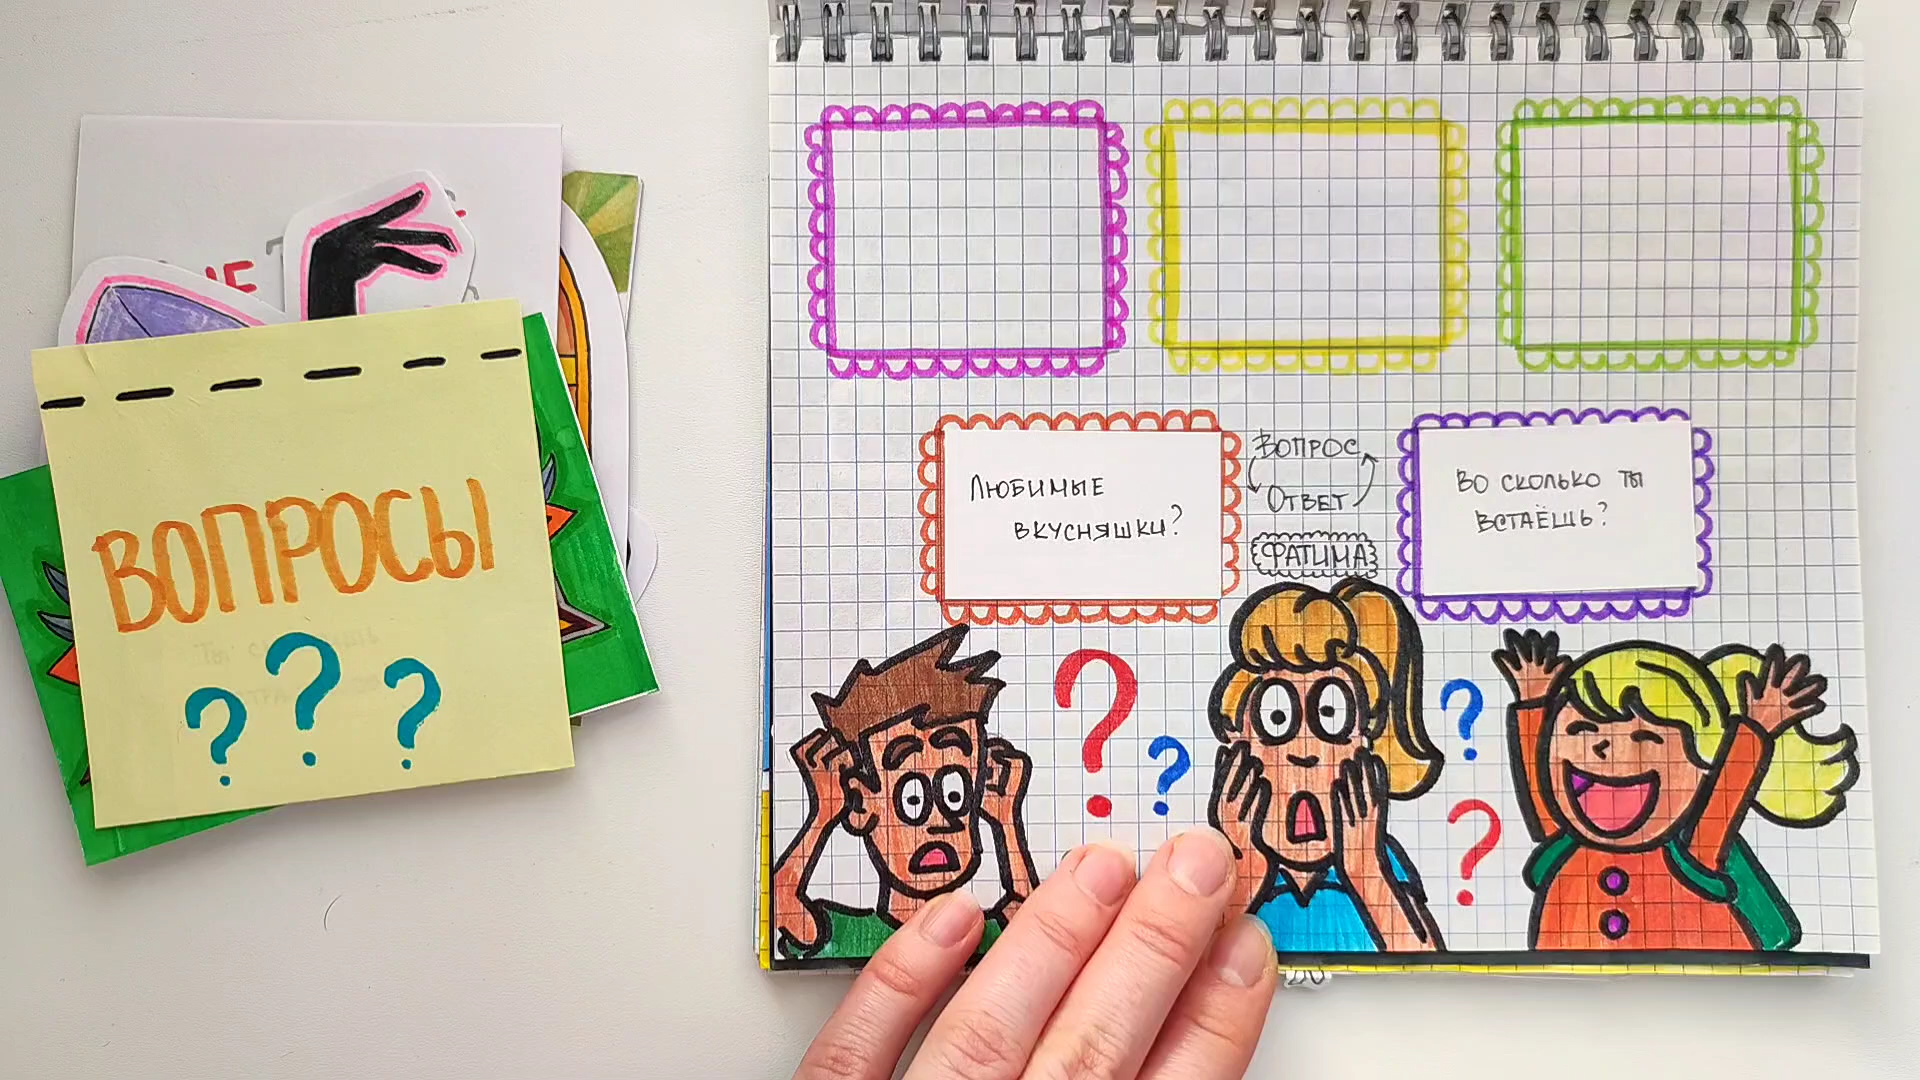 ВОПРОСЫ
? ? ?
ЛЮБИМЫЕ
ВКУСНЯШКИ?
ВОПРОС
ОТВЕТ
ФАТИМА
ВО СКОЛЬКО ТЫ
ВСТАЁШЬ?
? ? ? ?